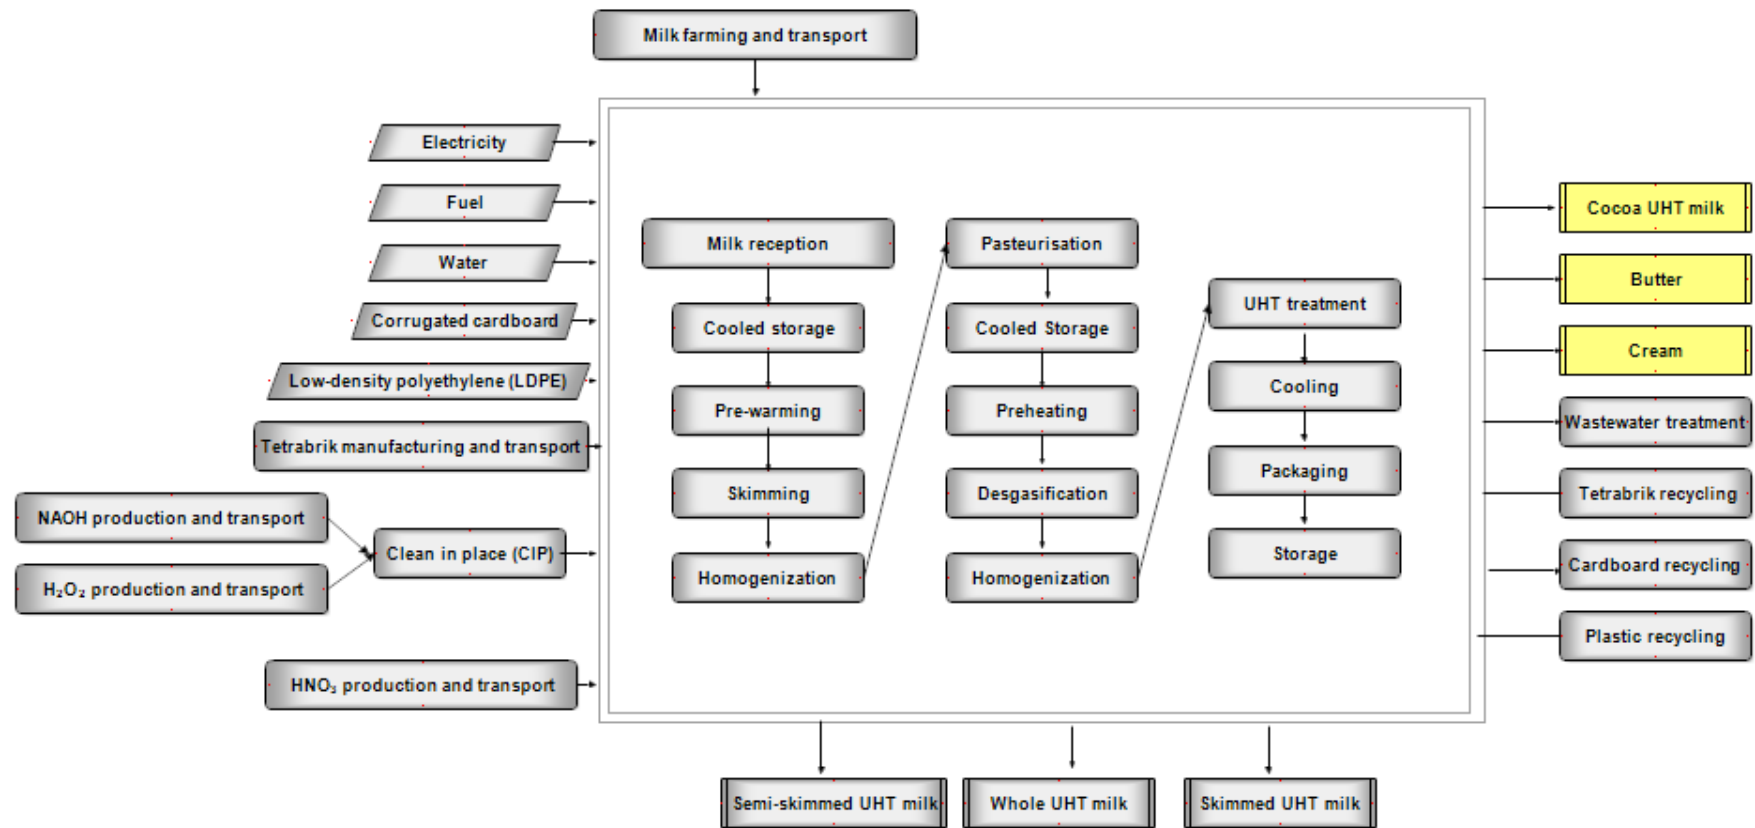 Milk farming and transport
Electricity
Fuel
Water
Corrugated cardboard
Low-density polyethylene (LDPE)
Tetrabrik manufacturing and transport
NAOH production and transport
H₂O₂ production and transport
Clean in place (CIP)
HNO₃ production and transport
Milk reception
Cooled storage
Pre-warming
Skimming
Homogenization
Pasteurisation
Cooled Storage
Preheating
Desgasification
Homogenization
UHT treatment
Cooling
Packaging
Storage
Cocoa UHT milk
Butter
Cream
Wastewater treatment
Tetrabrik recycling
Cardboard recycling
Plastic recycling
Semi-skimmed UHT milk
Whole UHT milk
Skimmed UHT milk